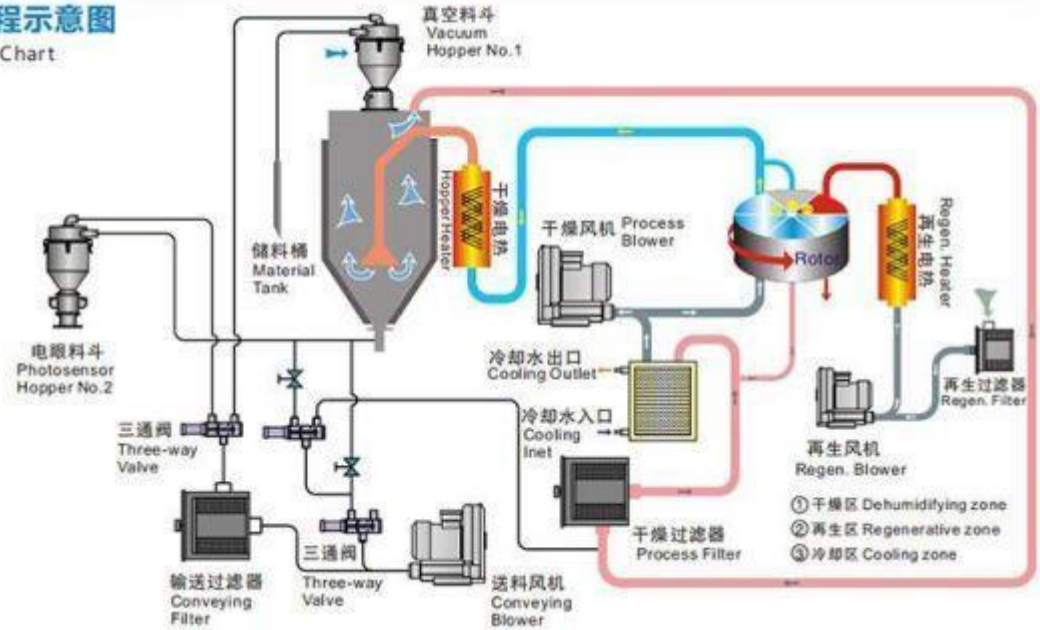 程示意图
Chart
真空料斗
Vacuum
Hopper No.1
干燥电热
Hopper Heater
干燥风机 Process
Blower
Rotor
Regen. Heater
再生电热
储料桶
Material
Tank
电眼料斗
Photosensor
Hopper No.2
冷却水出口
Cooling Outlet
冷却水入口
Cooling
Inet
再生过滤器
Regen. Filter
再生风机
Regen. Blower
三通阀
Three-way
Valve
①干燥区 Dehumidifying zone
②再生区 Regenerative zone
③冷却区 Cooling zone
干燥过滤器
Process Filter
输送过滤器
Conveying
Filter
三通阀
Three-way
Valve
送料风机
Conveying
Blower